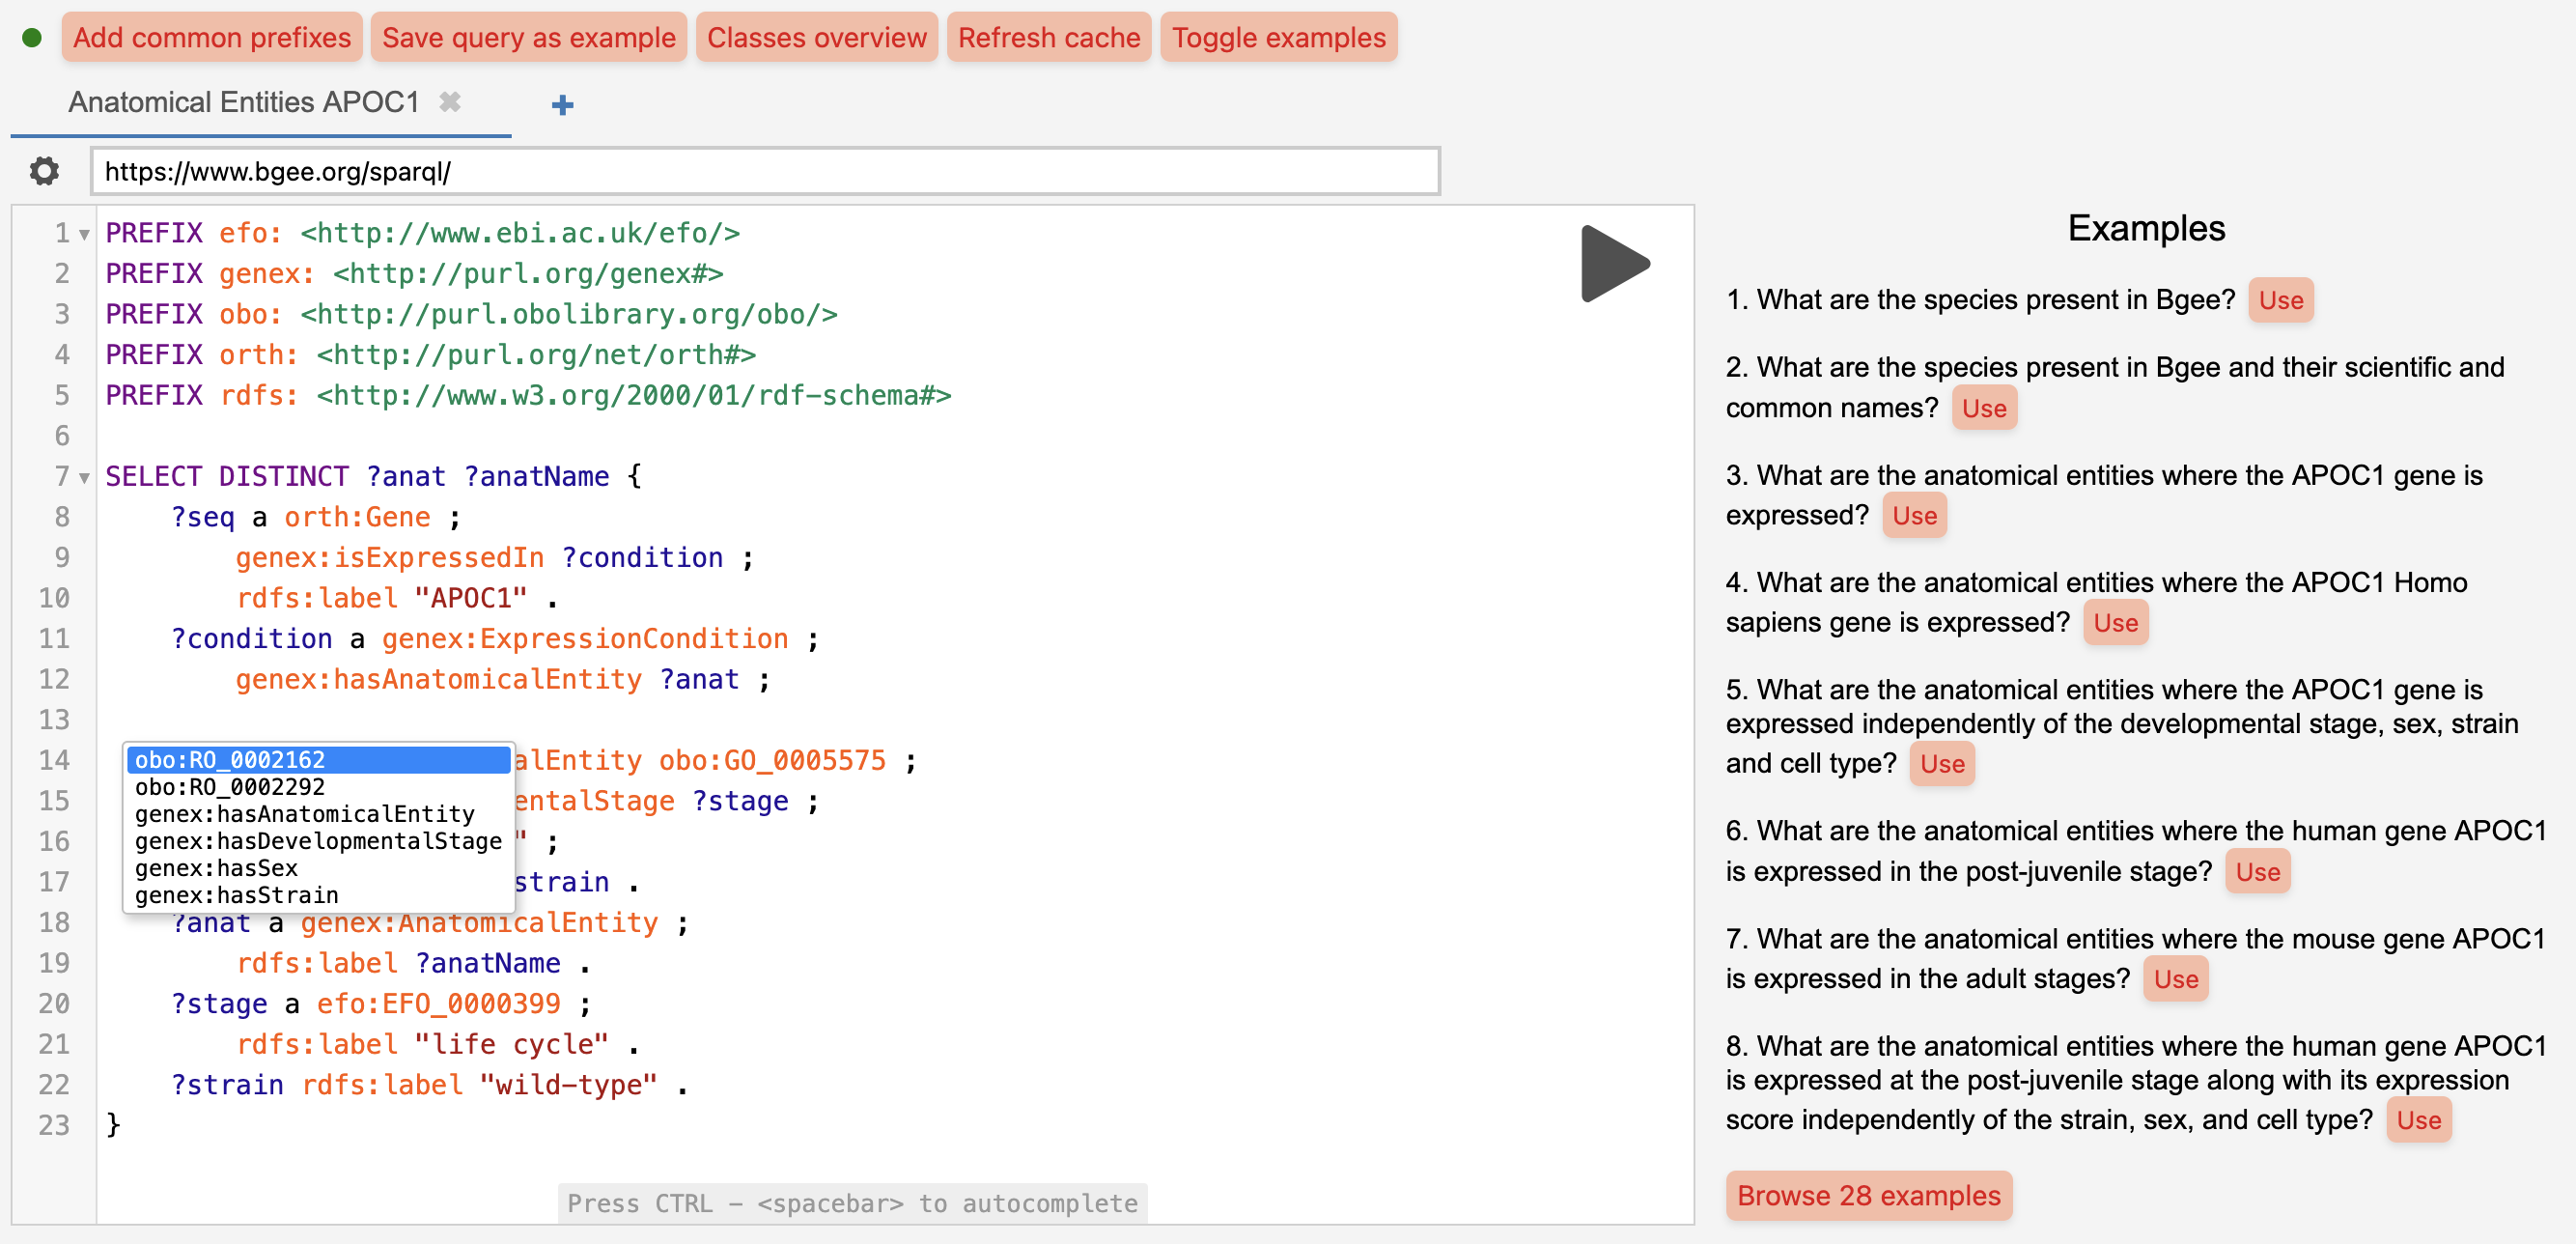 Add common prefixes Save query as example Classes overview Refresh cache Toggle examples
Anatomical Entities APOC1 ✖ +
https://www.bgee.org/sparql/
1 PREFIX efo: <http://www.ebi.ac.uk/efo/>
2 PREFIX genex: <http://purl.org/genex#>
3 PREFIX obo: <http://purl.obolibrary.org/obo/>
4 PREFIX orth: <http://purl.org/net/orth#>
5 PREFIX rdfs: <http://www.w3.org/2000/01/rdf-schema#>
6
7 SELECT DISTINCT ?anat ?anatName {
8 ?seq a orth:Gene ;
9 genex:isExpressedIn ?condition ;
10 rdfs:label "APOC1" .
11 ?condition a genex:ExpressionCondition ;
12 genex:hasAnatomicalEntity ?anat ;
13
14 alEntity obo:GO_0005575 ;
15 entalStage ?stage ;
16 " ;
17 strain .
obo:RO_0002162
obo:RO_0002292
genex:hasAnatomicalEntity
genex:hasDevelopmentalStage
genex:hasSex
genex:hasStrain
18 ?anat a genex:AnatomicalEntity ;
19 rdfs:label ?anatName .
20 ?stage a efo:EFO_0000399 ;
21 rdfs:label "life cycle" .
22 ?strain rdfs:label "wild-type" .
23 }
Press CTRL - <spacebar> to autocomplete
Examples
1. What are the species present in Bgee? Use
2. What are the species present in Bgee and their scientific and
common names? Use
3. What are the anatomical entities where the APOC1 gene is
expressed? Use
4. What are the anatomical entities where the APOC1 Homo
sapiens gene is expressed? Use
5. What are the anatomical entities where the APOC1 gene is
expressed independently of the developmental stage, sex, strain
and cell type? Use
6. What are the anatomical entities where the human gene APOC1
is expressed in the post-juvenile stage? Use
7. What are the anatomical entities where the mouse gene APOC1
is expressed in the adult stages? Use
8. What are the anatomical entities where the human gene APOC1
is expressed at the post-juvenile stage along with its expression
score independently of the strain, sex, and cell type? Use
Browse 28 examples